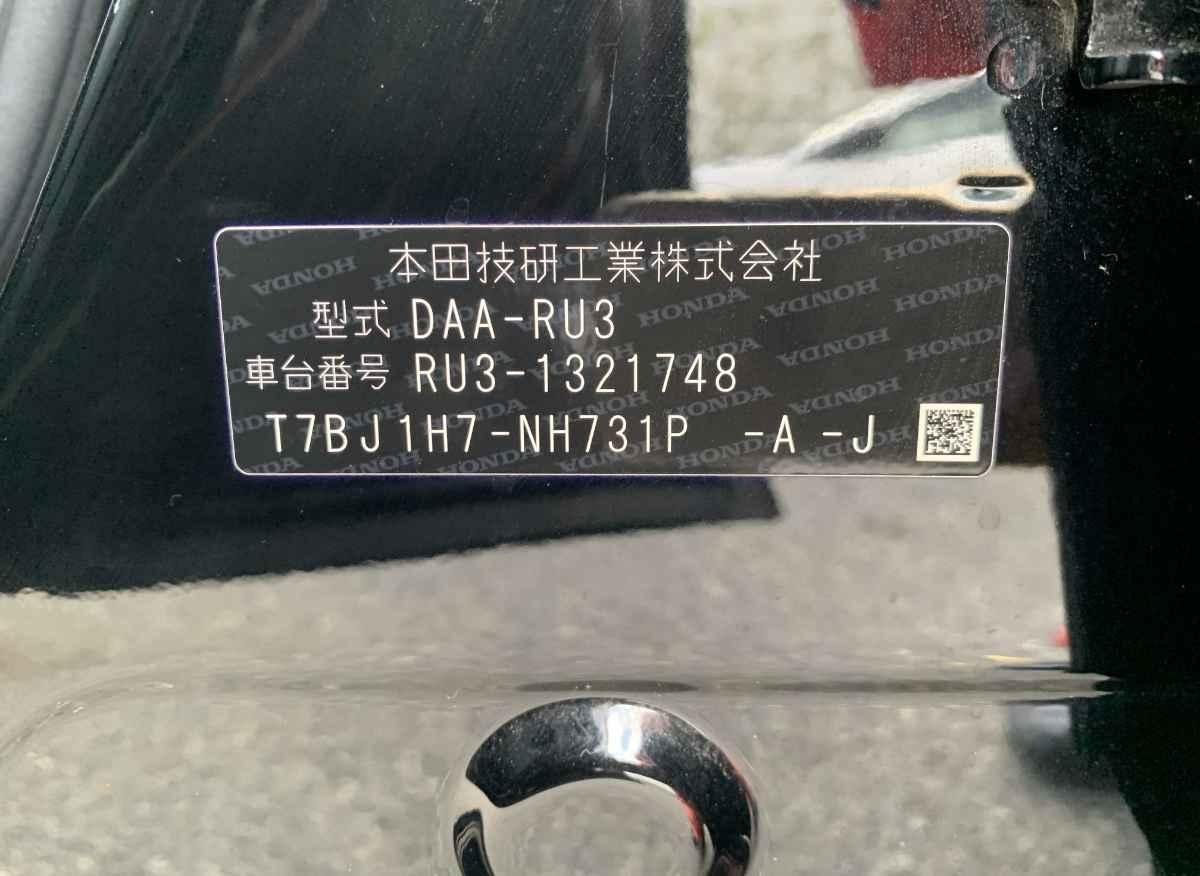 本田技研工業株式会社
型式 DAA-RU3
車台番号 RU3-1321748
T7BJ1H7-NH731P -A -J